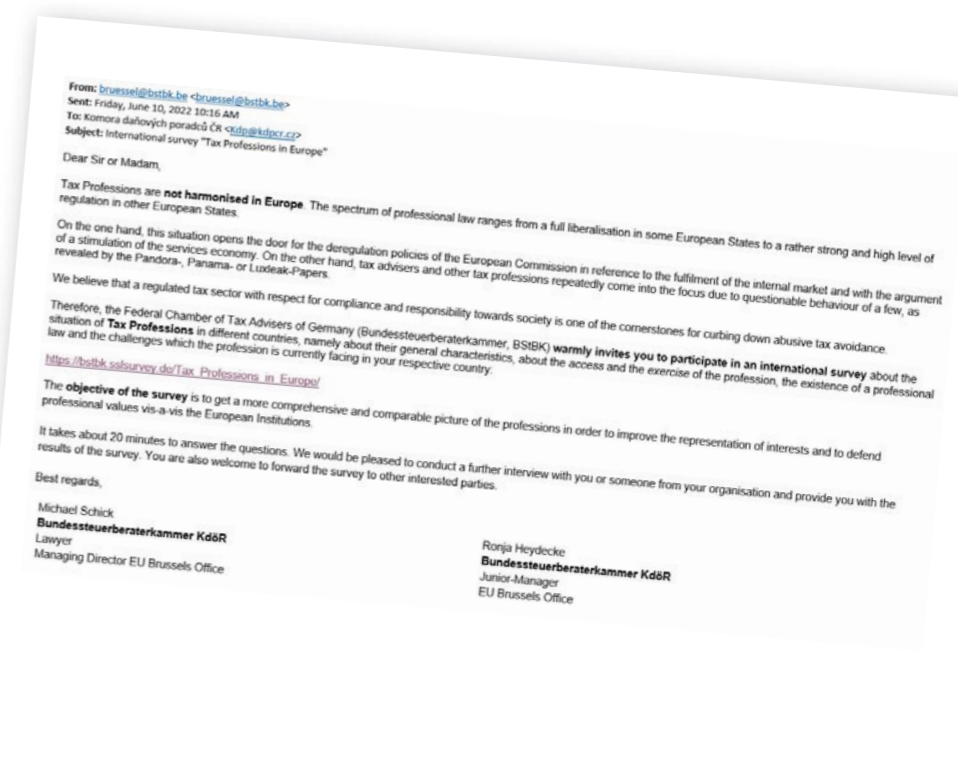 From: bruessel@bstbk.be <bruessel@bstbk.be>
Sent: Friday, June 10, 2022 10:16 AM
To: Komora daňových poradců ČR <Kdp@kdpcr.cz>
Subject: International survey "Tax Professions in Europe"
Dear Sir or Madam,
Tax Professions are not harmonised in Europe. The spectrum of professional law ranges from a full liberalisation in some European States to a rather strong and high level of
regulation in other European States.
On the one hand, this situation opens the door for the deregulation policies of the European Commission in reference to the fulfilment of the internal market and with the argument
of a stimulation of the services economy. On the other hand, tax advisers and other tax professions repeatedly come into the focus due to questionable behaviour of a few, as
revealed by the Pandora-, Panama- or Luxleak-Papers.
We believe that a regulated tax sector with respect for compliance and responsibility towards society is one of the cornerstones for curbing down abusive tax avoidance.
Therefore, the Federal Chamber of Tax Advisers of Germany (Bundessteuerberaterkammer, BStBK) warmly invites you to participate in an international survey about the
situation of Tax Professions in different countries, namely about their general characteristics, about the access and the exercise of the profession, the existence of a professional
law and the challenges which the profession is currently facing in your respective country.
https://bstbk.sslsurvey.de/Tax_Professions_in_Europe/
The objective of the survey is to get a more comprehensive and comparable picture of the professions in order to improve the representation of interests and to defend
professional values vis-a-vis the European Institutions.
It takes about 20 minutes to answer the questions. We would be pleased to conduct a further interview with you or someone from your organisation and provide you with the
results of the survey. You are also welcome to forward the survey to other interested parties.
Best regards,
Michael Schick
Bundessteuerberaterkammer KdöR
Lawyer
Managing Director EU Brussels Office
Ronja Heydecke
Bundessteuerberaterkammer KdöR
Junior-Manager
EU Brussels Office